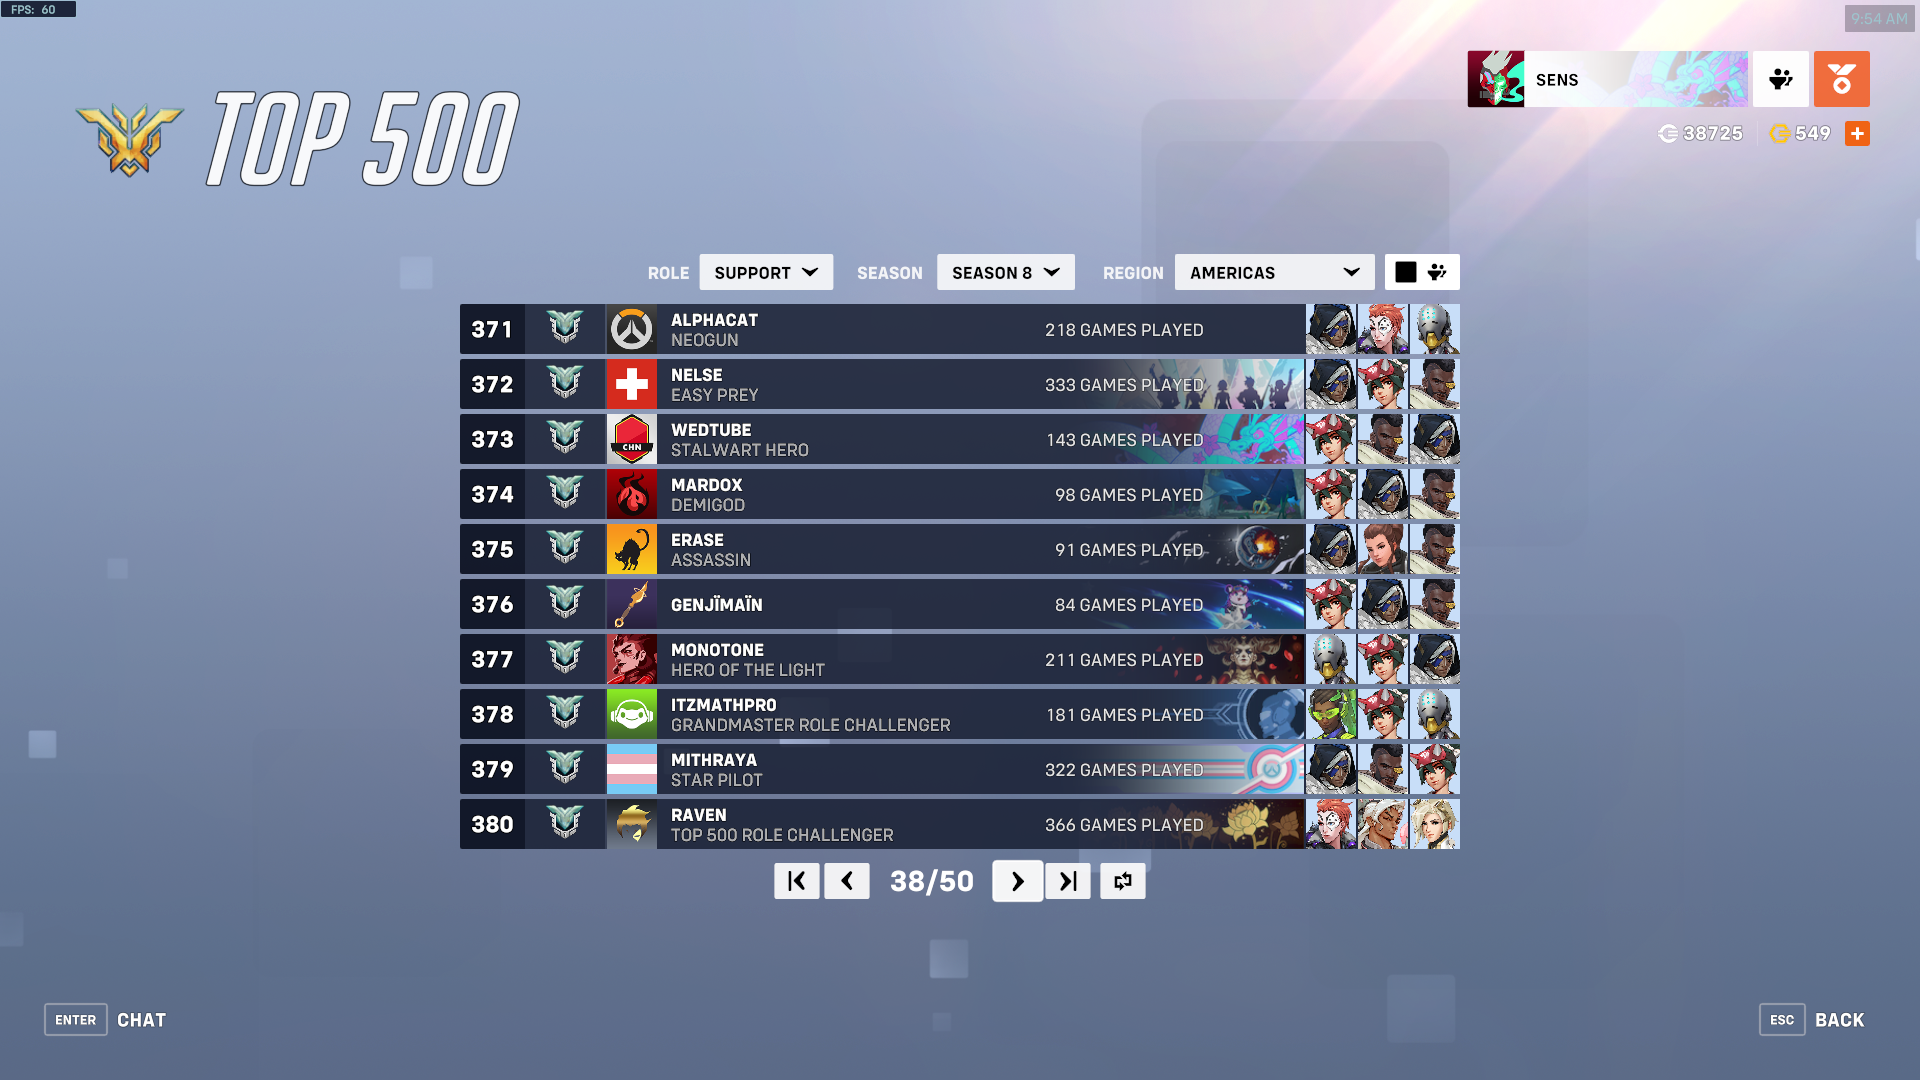 FPS: 60
9:54 AM
TOP 500
SENS
38725 549
ROLE SUPPORT SEASON SEASON 8 REGION AMERICAS
371 ALPHACAT 218 GAMES PLAYED
NEOGUN
372 NELSE 333 GAMES PLAYED
EASY PREY
373 CHN WEDTUBE 143 GAMES PLAYED
STALWART HERO
374 MARDOX 98 GAMES PLAYED
DEMIGOD
375 ERASE 91 GAMES PLAYED
ASSASSIN
376 GENJÏMAÏN 84 GAMES PLAYED
377 MONOTONE 211 GAMES PLAYED
HERO OF THE LIGHT
378 ITZMATHPRO 181 GAMES PLAYED
GRANDMASTER ROLE CHALLENGER
379 MITHRAYA 322 GAMES PLAYED
STAR PILOT
380 RAVEN 366 GAMES PLAYED
TOP 500 ROLE CHALLENGER
38/50
ENTER CHAT
ESC BACK